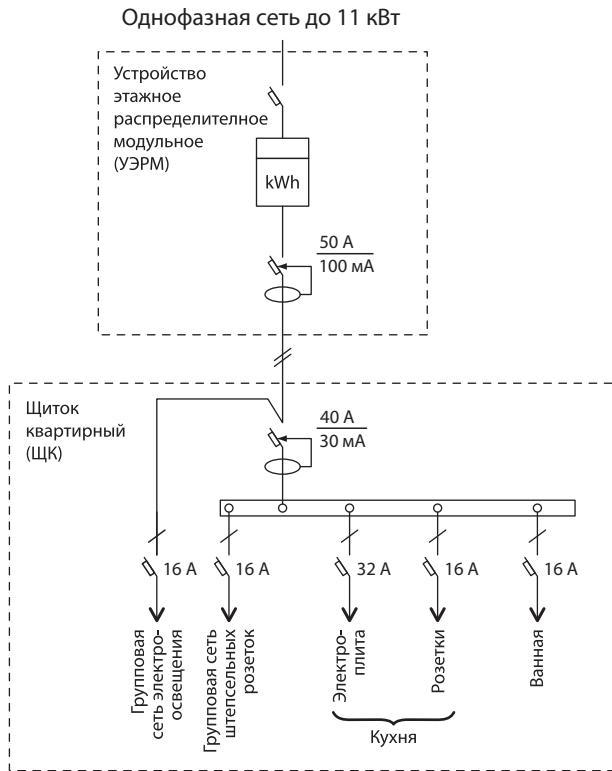 Однофазная сеть до 11 кВт
Устройство
этажное
распределителное
модульное
(УЭРМ)
kWh
50 А
100 мА
Щиток
квартирный
(ЩК)
40 А
30 мА
16 А
16 А
32 А
16 А
16 А
Групповая
сеть электро-
освещения
Групповая сеть
штепсельных
розеток
Электро-
плита
Розетки
Ванная
Кухня